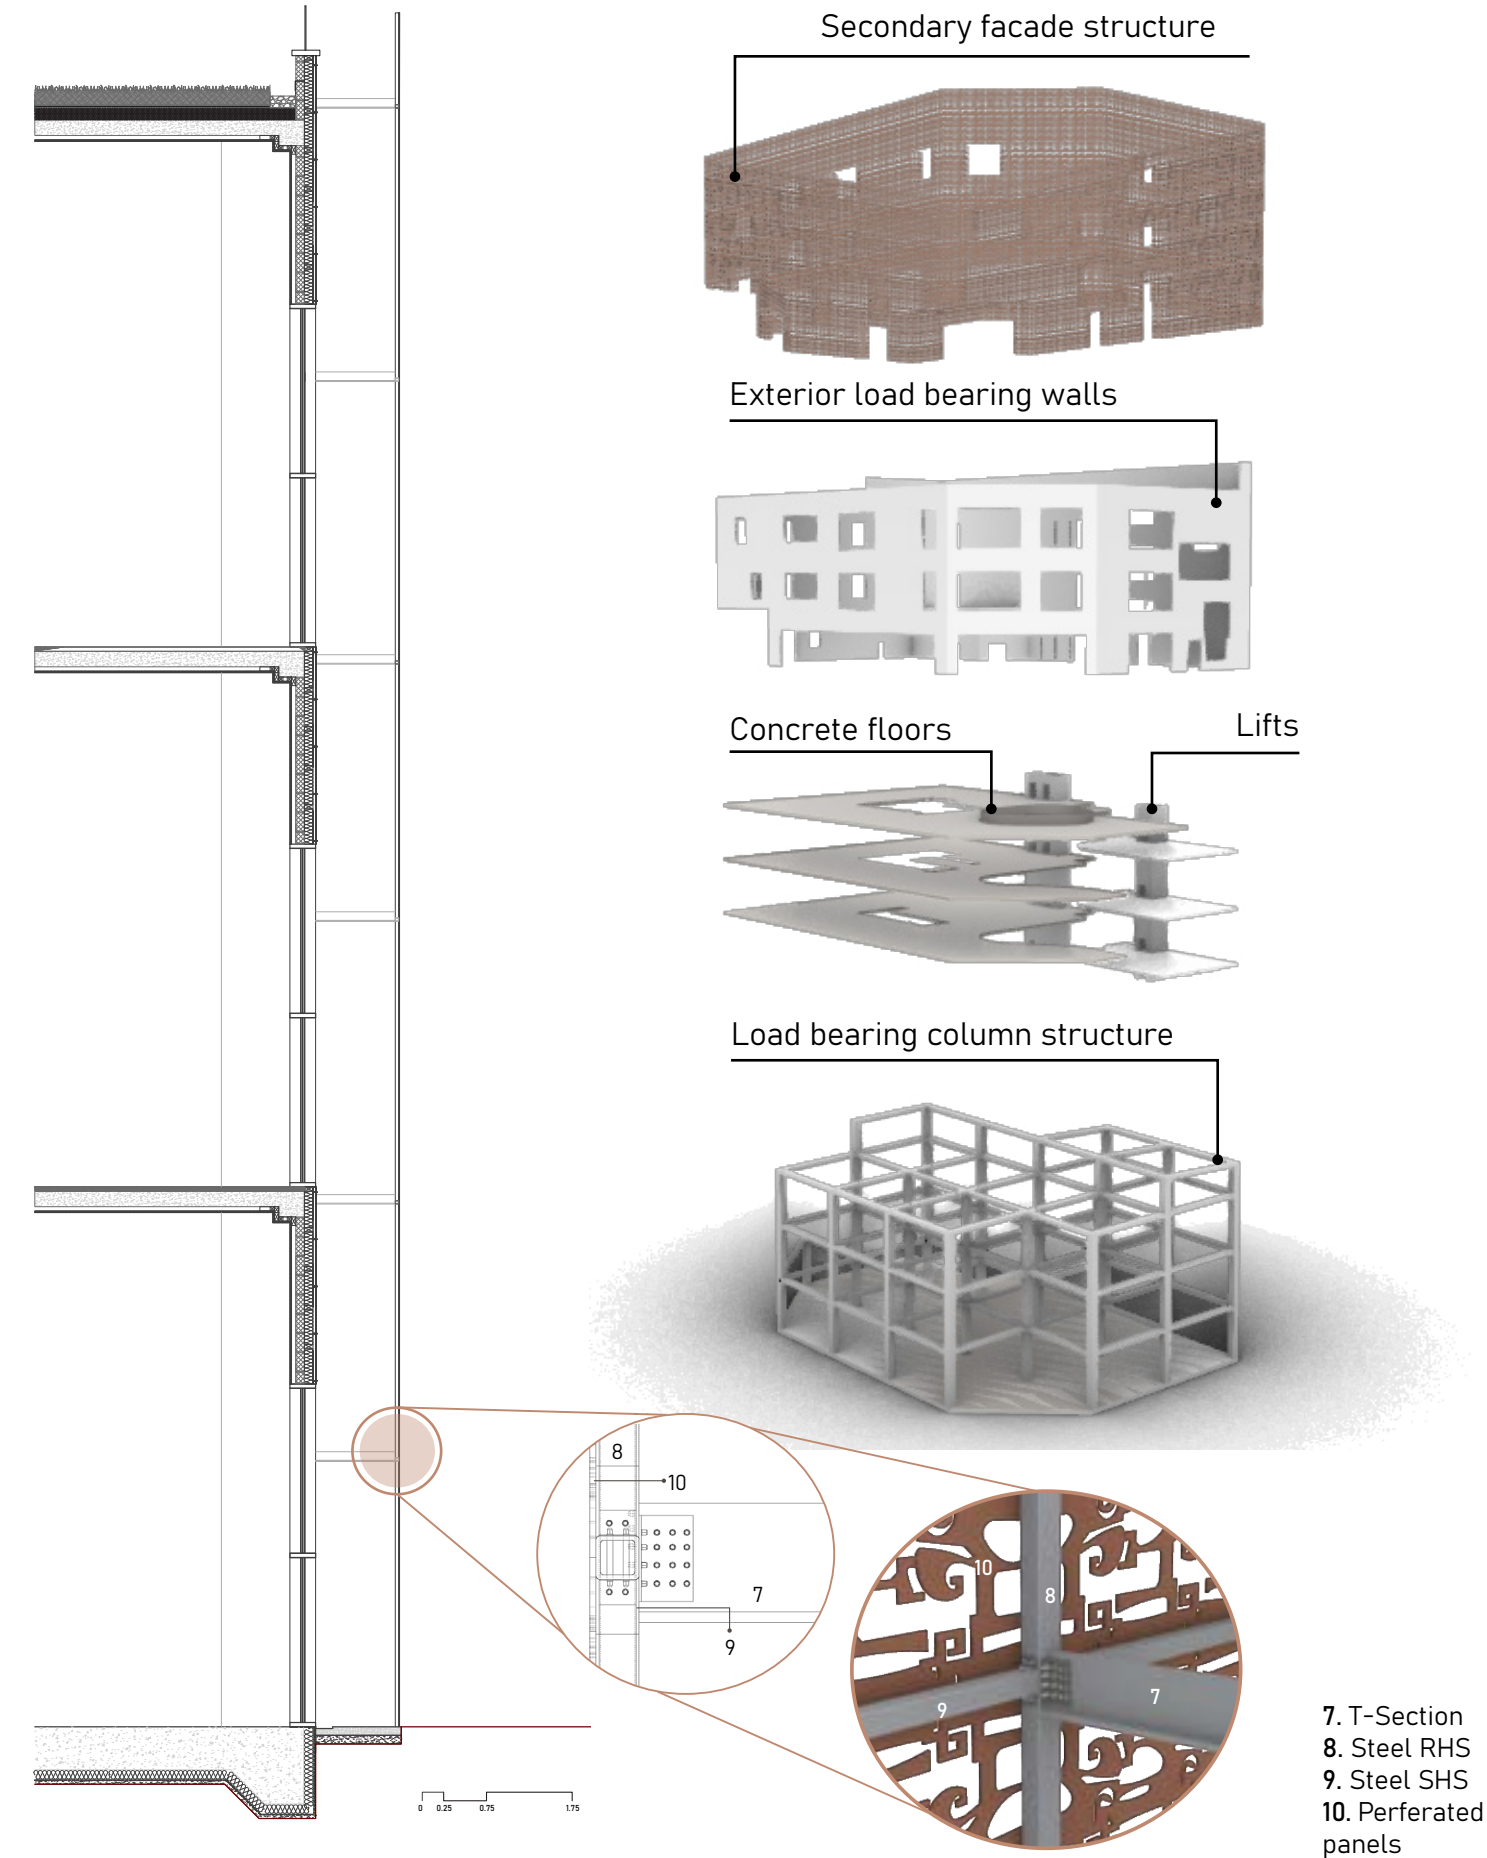 Secondary facade structure
Exterior load bearing walls
Concrete floors
Lifts
Load bearing column structure
8
10
7
9
10
8
9
7
0 0.25 0.75 1.75
7. T-Section
8. Steel RHS
9. Steel SHS
10. Perferated
panels